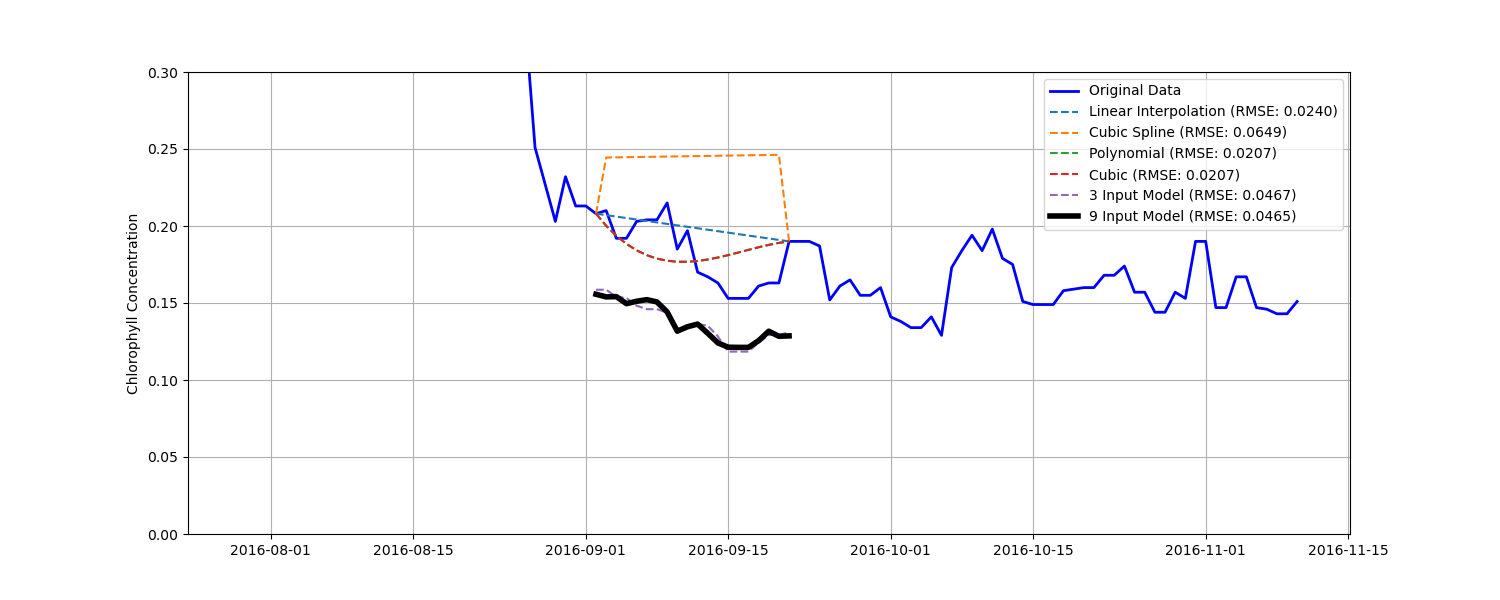 0.30
0.25
0.20
0.15
0.10
0.05
0.00
Chlorophyll Concentration
2016-08-01 2016-08-15 2016-09-01 2016-09-15 2016-10-01 2016-10-15 2016-11-01 2016-11-15
Original Data
Linear Interpolation (RMSE: 0.0240)
Cubic Spline (RMSE: 0.0649)
Polynomial (RMSE: 0.0207)
Cubic (RMSE: 0.0207)
3 Input Model (RMSE: 0.0467)
9 Input Model (RMSE: 0.0465)